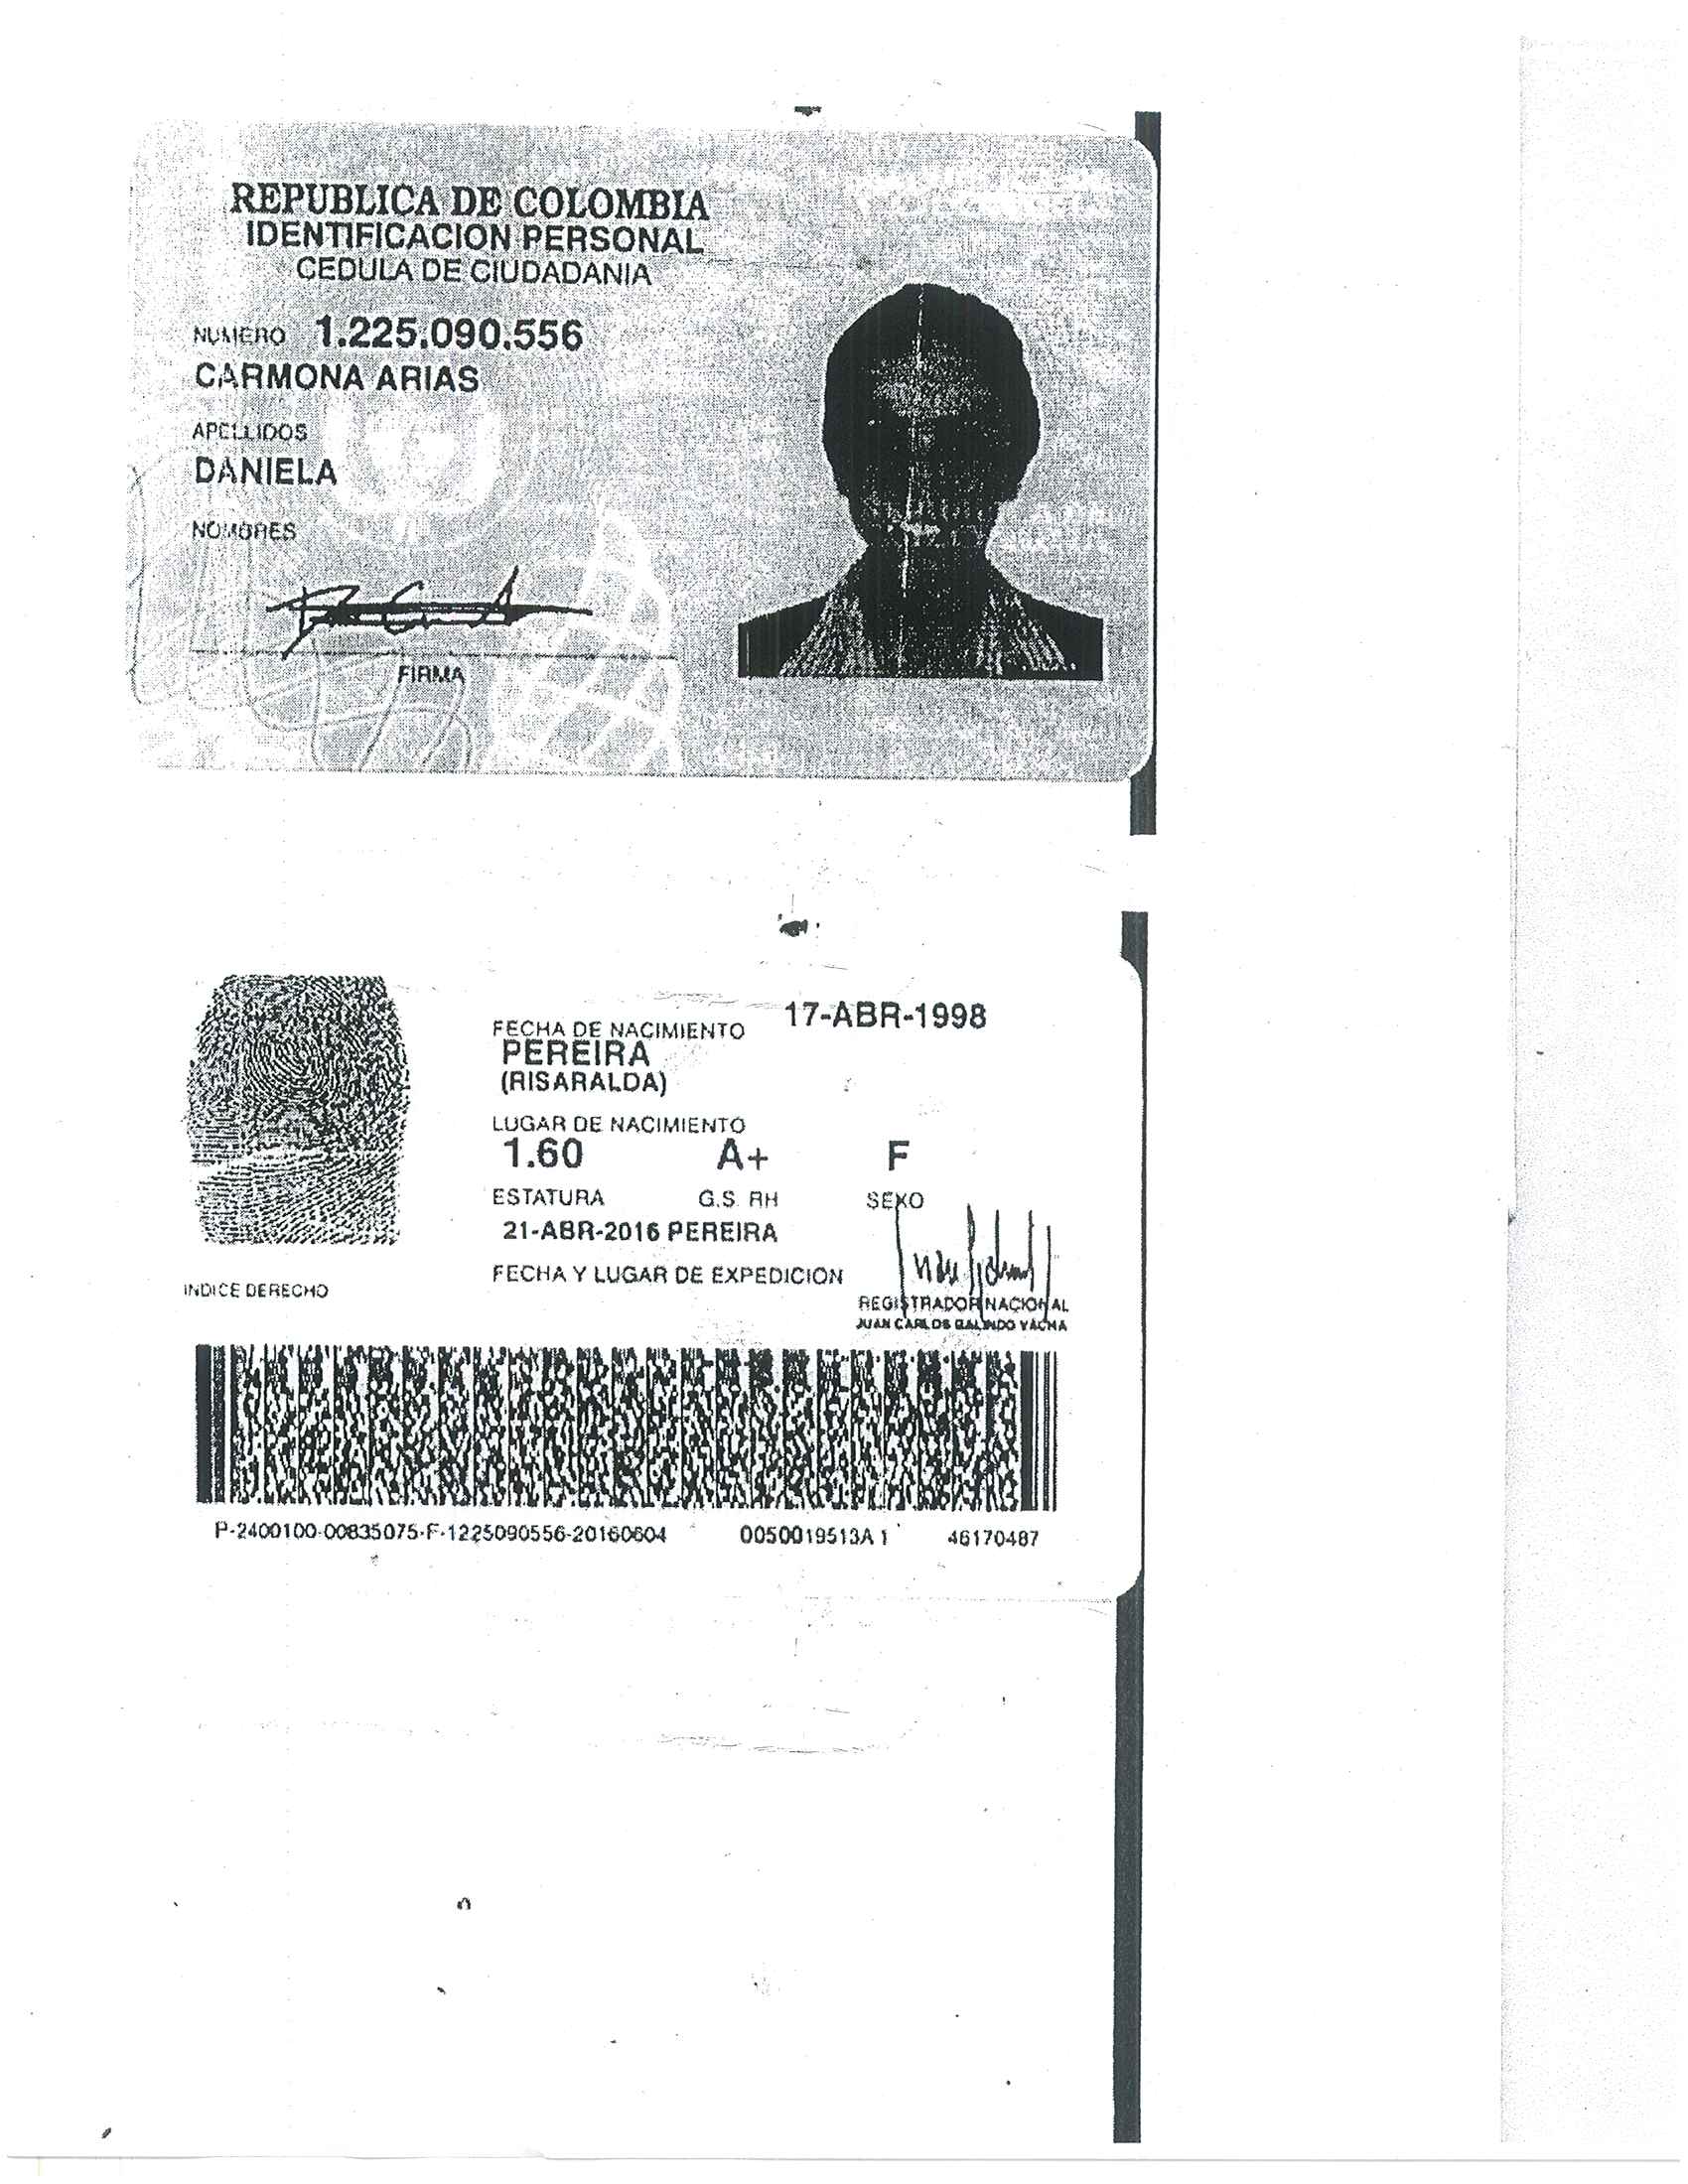 REPUBLICA DE COLOMBIA
IDENTIFICACION PERSONAL
CEDULA DE CIUDADANIA
NUMERO 1.225.090.556
CARMONA ARIAS
APELLIDOS
DANIELA
NOMBRES
FIRMA
17-ABR-1998
FECHA DE NACIMIENTO
PEREIRA
(RISARALDA)
LUGAR DE NACIMIENTO
1.60 A+ F
ESTATURA G.S. RH SEXO
21-ABR-2016 PEREIRA
FECHA Y LUGAR DE EXPEDICION
INDICE DERECHO
REGISTRADOR NACIONAL
JUAN CARLOS GALINDO VACHA
P-2400100-00835075-F-1225090556-20160604 0050019513A 1 46170487